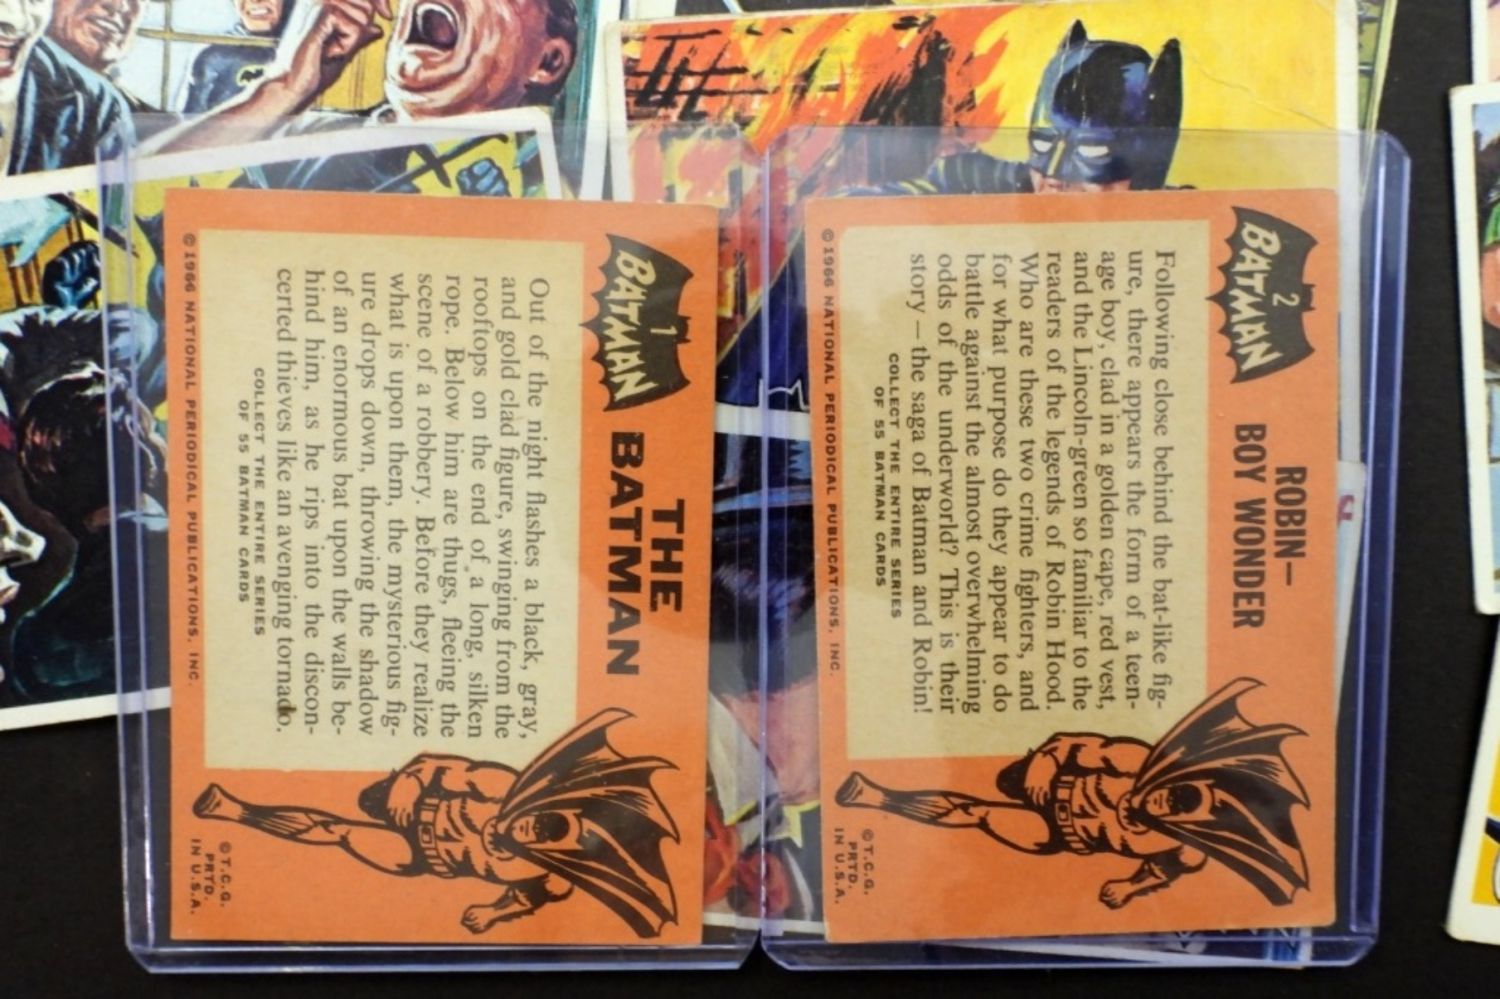 1
BATMAN
THE
BATMAN
Out of the night flashes a black, gray,
and gold clad figure, swinging from the
rooftops on the end of a long, silken
rope. Below him are thugs, fleeing the
scene of a robbery. Before they realize
what is upon them, the mysterious fig-
ure drops down, throwing the shadow
of an enormous bat upon the walls be-
hind him, as he rips into the discon-
certed thieves like an avenging tornado.
COLLECT THE ENTIRE SERIES
OF 55 BATMAN CARDS
© 1966 NATIONAL PERIODICAL PUBLICATIONS, INC.
© T.C.G.
PRT'D.
IN U.S.A.
2
BATMAN
ROBIN—
BOY WONDER
Following close behind the bat-like fig-
ure, there appears the form of a teen-
age boy, clad in a golden cape, red vest,
and the Lincoln-green so familiar to the
readers of the legends of Robin Hood.
Who are these two crime fighters, and
for what purpose do they appear to do
battle against the almost overwhelming
odds of the underworld? This is their
story — the saga of Batman and Robin!
COLLECT THE ENTIRE SERIES
OF 55 BATMAN CARDS
© 1966 NATIONAL PERIODICAL PUBLICATIONS, INC.
© T.C.G.
PRT'D.
IN U.S.A.